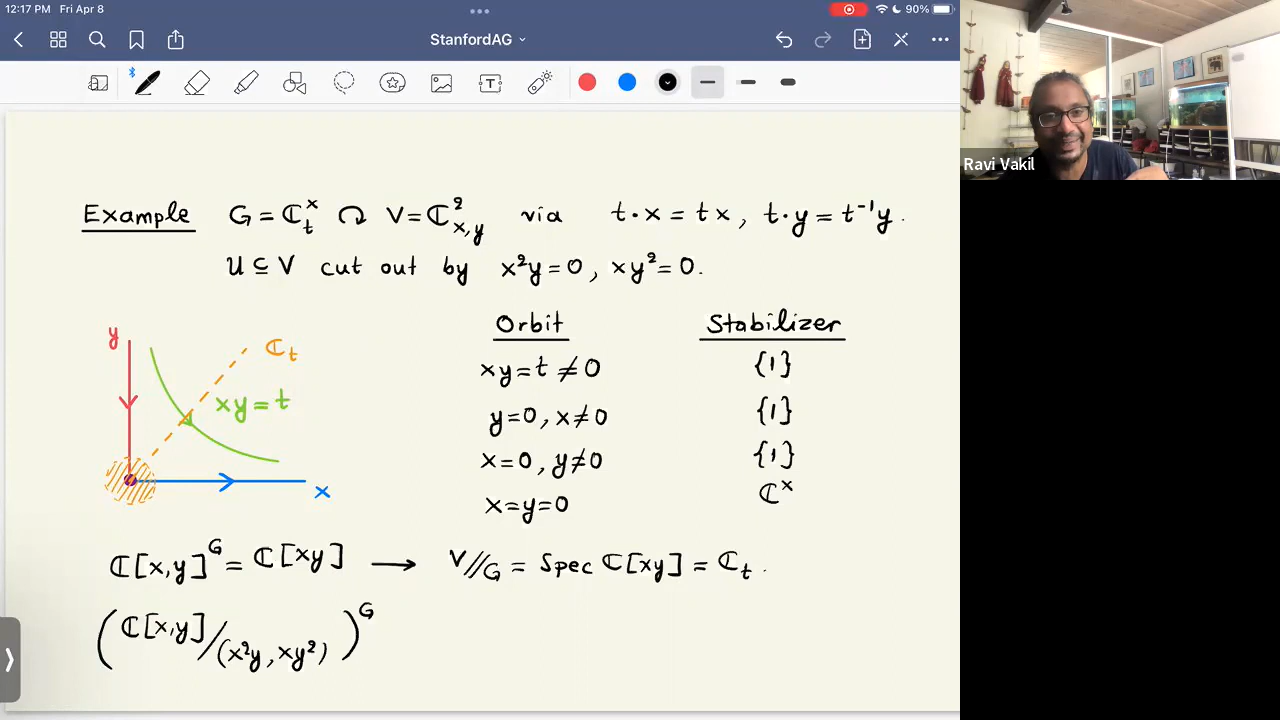 12:17 PM Fri Apr 8
90%
StanfordAG
Ravi Vakil
Example G = ℂ_t^× ↻ V = ℂ²_{x,y} via t·x = tx, t·y = t⁻¹y.
U ⊆ V cut out by x²y = 0, xy² = 0.
Orbit Stabilizer
xy = t ≠ 0 {1}
y = 0, x ≠ 0 {1}
x = 0, y ≠ 0 {1}
x = y = 0 ℂ^×
y
ℂ_t
xy = t
x
ℂ[x,y]^G = ℂ[xy] ⟶ V//G = Spec ℂ[xy] = ℂ_t.
(ℂ[x,y]/(x²y, xy²))^G